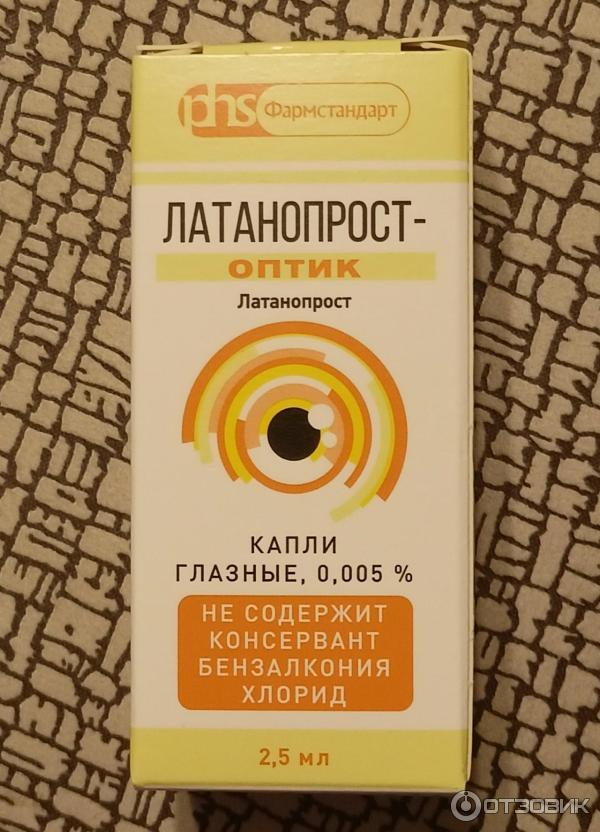 phs Фармстандарт
ЛАТАНОПРОСТ-
ОПТИК
Латанопрост
КАПЛИ
ГЛАЗНЫЕ, 0,005 %
НЕ СОДЕРЖИТ
КОНСЕРВАНТ
БЕНЗАЛКОНИЯ
ХЛОРИД
2,5 мл
ОТЗОВИК